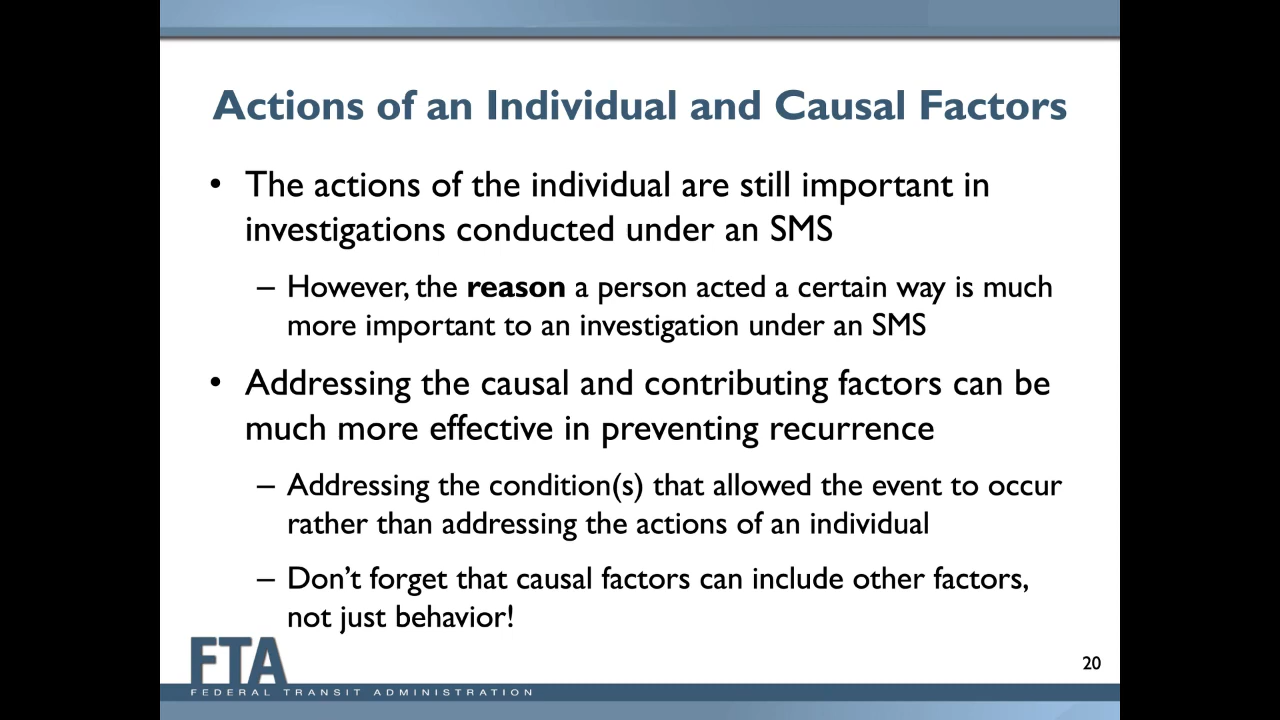 Actions of an Individual and Causal Factors
• The actions of the individual are still important in
investigations conducted under an SMS
– However, the reason a person acted a certain way is much
more important to an investigation under an SMS
• Addressing the causal and contributing factors can be
much more effective in preventing recurrence
– Addressing the condition(s) that allowed the event to occur
rather than addressing the actions of an individual
– Don’t forget that causal factors can include other factors,
not just behavior!
FTA
FEDERAL TRANSIT ADMINISTRATION
20